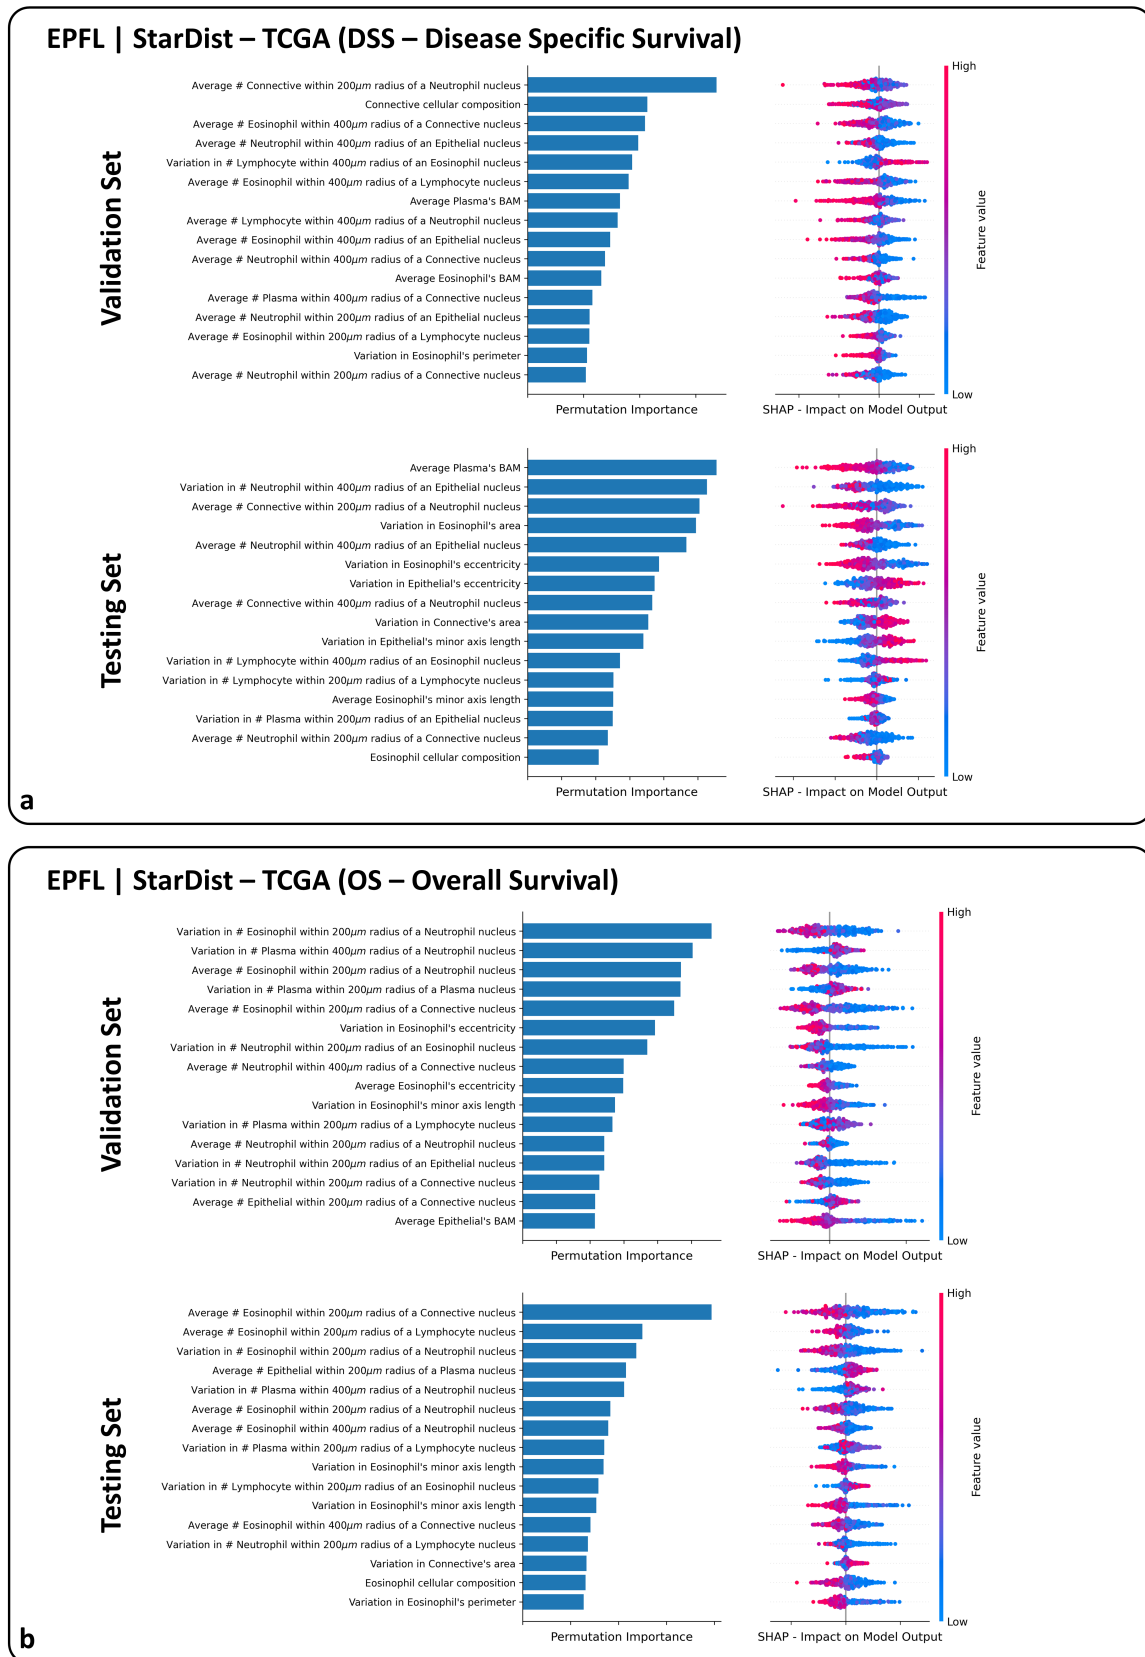 EPFL | StarDist – TCGA (DSS – Disease Specific Survival)
Validation Set
Average # Connective within 200μm radius of a Neutrophil nucleus
Connective cellular composition
Average # Eosinophil within 400μm radius of a Connective nucleus
Average # Neutrophil within 400μm radius of an Epithelial nucleus
Variation in # Lymphocyte within 400μm radius of an Eosinophil nucleus
Average # Eosinophil within 400μm radius of a Lymphocyte nucleus
Average Plasma's BAM
Average # Lymphocyte within 400μm radius of a Neutrophil nucleus
Average # Eosinophil within 400μm radius of an Epithelial nucleus
Average # Neutrophil within 400μm radius of a Connective nucleus
Average Eosinophil's BAM
Average # Plasma within 400μm radius of a Connective nucleus
Average # Neutrophil within 200μm radius of an Epithelial nucleus
Average # Eosinophil within 200μm radius of a Lymphocyte nucleus
Variation in Eosinophil's perimeter
Average # Neutrophil within 200μm radius of a Connective nucleus
Permutation Importance
SHAP - Impact on Model Output
High
Feature value
Low
Testing Set
Average Plasma's BAM
Variation in # Neutrophil within 400μm radius of an Epithelial nucleus
Average # Connective within 200μm radius of a Neutrophil nucleus
Variation in Eosinophil's area
Average # Neutrophil within 400μm radius of an Epithelial nucleus
Variation in Eosinophil's eccentricity
Variation in Epithelial's eccentricity
Average # Connective within 400μm radius of a Neutrophil nucleus
Variation in Connective's area
Variation in Epithelial's minor axis length
Variation in # Lymphocyte within 400μm radius of an Eosinophil nucleus
Variation in # Lymphocyte within 200μm radius of a Lymphocyte nucleus
Average Eosinophil's minor axis length
Variation in # Plasma within 200μm radius of an Epithelial nucleus
Average # Neutrophil within 200μm radius of a Connective nucleus
Eosinophil cellular composition
Permutation Importance
SHAP - Impact on Model Output
High
Feature value
Low
a
EPFL | StarDist – TCGA (OS – Overall Survival)
Validation Set
Variation in # Eosinophil within 200μm radius of a Neutrophil nucleus
Variation in # Plasma within 400μm radius of a Neutrophil nucleus
Average # Eosinophil within 200μm radius of a Neutrophil nucleus
Variation in # Plasma within 200μm radius of a Plasma nucleus
Average # Eosinophil within 200μm radius of a Connective nucleus
Variation in Eosinophil's eccentricity
Variation in # Neutrophil within 200μm radius of an Eosinophil nucleus
Average # Neutrophil within 400μm radius of a Connective nucleus
Average Eosinophil's eccentricity
Variation in Eosinophil's minor axis length
Variation in # Plasma within 200μm radius of a Lymphocyte nucleus
Average # Neutrophil within 200μm radius of a Neutrophil nucleus
Variation in # Neutrophil within 200μm radius of an Epithelial nucleus
Variation in # Neutrophil within 200μm radius of a Connective nucleus
Average # Epithelial within 200μm radius of a Connective nucleus
Average Epithelial's BAM
Permutation Importance
SHAP - Impact on Model Output
High
Feature value
Low
Testing Set
Average # Eosinophil within 200μm radius of a Connective nucleus
Average # Eosinophil within 200μm radius of a Lymphocyte nucleus
Variation in # Eosinophil within 200μm radius of a Neutrophil nucleus
Average # Epithelial within 200μm radius of a Plasma nucleus
Variation in # Plasma within 400μm radius of a Neutrophil nucleus
Average # Eosinophil within 200μm radius of a Neutrophil nucleus
Average # Eosinophil within 400μm radius of a Neutrophil nucleus
Variation in # Plasma within 200μm radius of a Lymphocyte nucleus
Variation in Eosinophil's minor axis length
Variation in # Lymphocyte within 200μm radius of an Eosinophil nucleus
Variation in Eosinophil's minor axis length
Average # Eosinophil within 400μm radius of a Connective nucleus
Variation in # Neutrophil within 200μm radius of a Lymphocyte nucleus
Variation in Connective's area
Eosinophil cellular composition
Variation in Eosinophil's perimeter
Permutation Importance
SHAP - Impact on Model Output
High
Feature value
Low
b